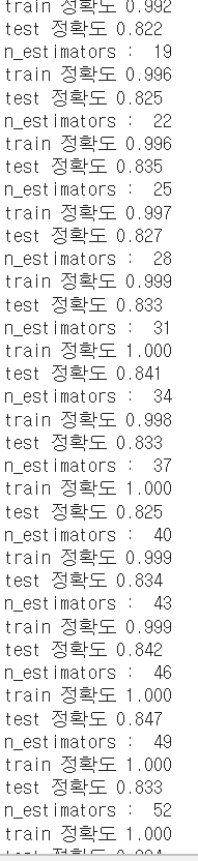 train 정확도 0.992
test 정확도 0.822
n_estimators :  19
train 정확도 0.996
test 정확도 0.825
n_estimators :  22
train 정확도 0.996
test 정확도 0.835
n_estimators :  25
train 정확도 0.997
test 정확도 0.827
n_estimators :  28
train 정확도 0.999
test 정확도 0.833
n_estimators :  31
train 정확도 1.000
test 정확도 0.841
n_estimators :  34
train 정확도 0.998
test 정확도 0.833
n_estimators :  37
train 정확도 1.000
test 정확도 0.825
n_estimators :  40
train 정확도 0.999
test 정확도 0.834
n_estimators :  43
train 정확도 0.999
test 정확도 0.842
n_estimators :  46
train 정확도 1.000
test 정확도 0.847
n_estimators :  49
train 정확도 1.000
test 정확도 0.833
n_estimators :  52
train 정확도 1.000
test 정확도